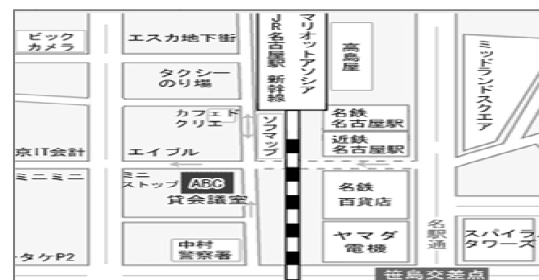 ビック
カメラ
エスカ地下街
タクシー
のり場
カフェド
クリエ
京IT会計
エイブル
ミニミニ
ミニ
ストップ
ABC
貸会議室
中村
警察署
タケP2
JR名古屋駅 新幹線
マリオットアソシア
ソフマップ
高島屋
名鉄
名古屋駅
近鉄
名古屋駅
名鉄
百貨店
ヤマダ
電機
ミッドランドスクエア
名駅通
スパイラル
タワーズ
笹島交差点